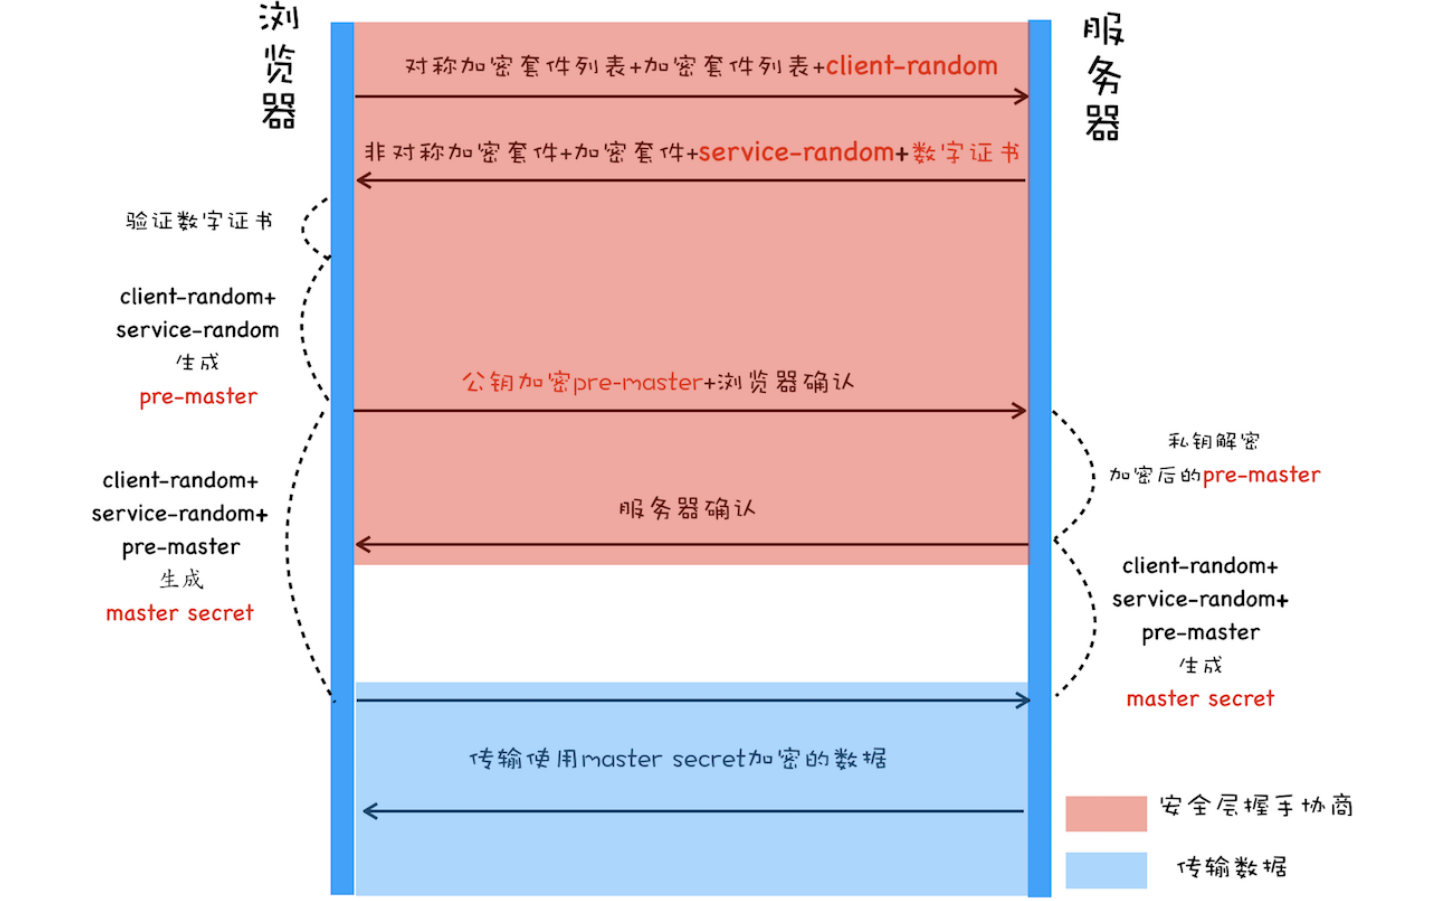 浏览器
服务器
对称加密套件列表+加密套件列表+client-random
非对称加密套件+加密套件+service-random+数字证书
验证数字证书
client-random+
service-random
生成
pre-master
公钥加密pre-master+浏览器确认
私钥解密
加密后的pre-master
client-random+
service-random+
pre-master
生成
master secret
服务器确认
client-random+
service-random+
pre-master
生成
master secret
传输使用master secret加密的数据
安全层握手协商
传输数据